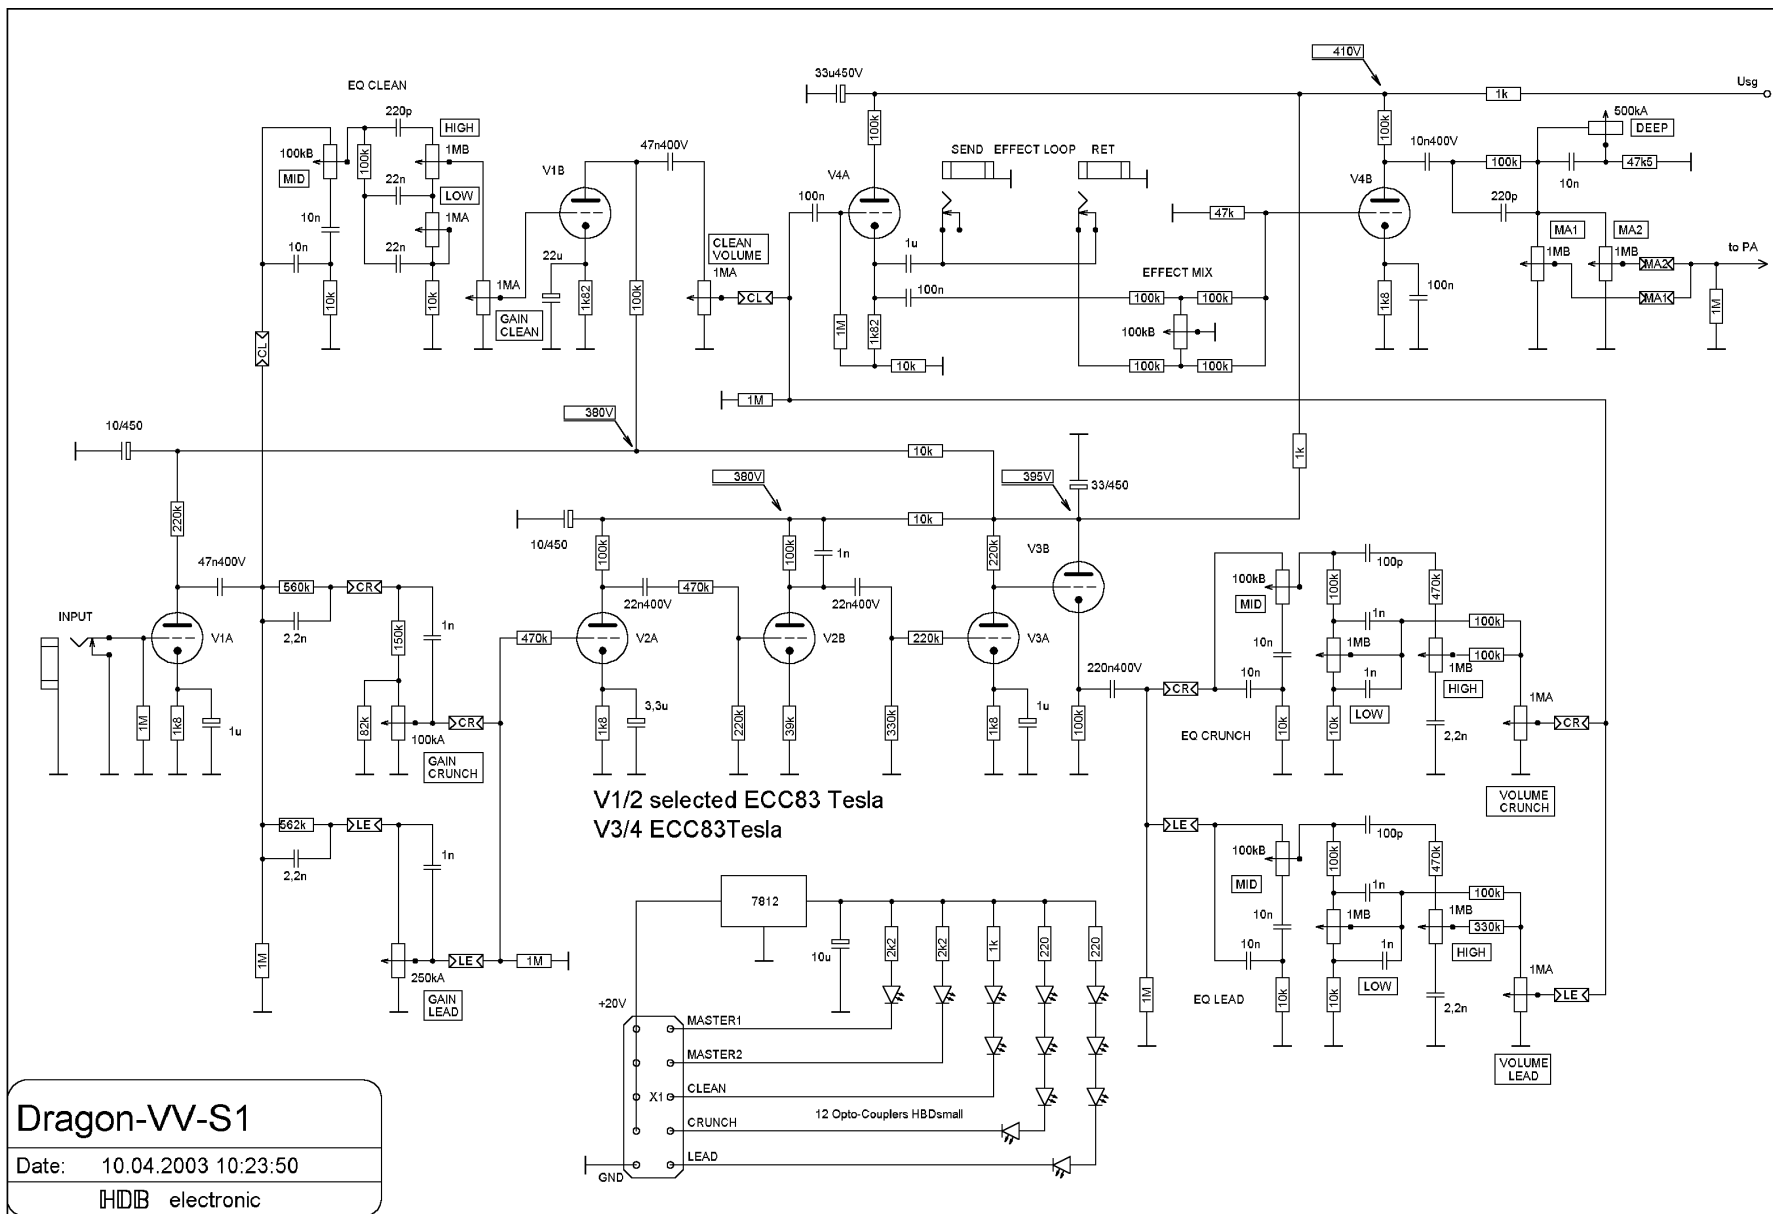 EQ CLEAN
220p
HIGH
100kB
MID
100k
1MB
22n
LOW
1MA
10n
10n
22n
10k
10k
1MA
GAIN
CLEAN
V1B
22u
1k82
47n400V
100k
CLEAN
VOLUME
1MA
CL
CL
33u450V
100k
V4A
100n
1M
1k82
10k
1u
100n
SEND EFFECT LOOP RET
47k
EFFECT MIX
100k
100k
100kB
100k
100k
410V
1k
Usg
100k
V4B
10n400V
100k
220p
500kA
DEEP
10n
47k5
MA1
MA2
1MB
1MB
MA2
MA1
to PA
1k8
100n
1M
1M
380V
10/450
10k
1k
220k
47n400V
INPUT
V1A
1M
1k8
1u
560k
2,2n
CR
150k
1n
82k
100kA
CR
GAIN
CRUNCH
562k
2,2n
LE
1n
1M
250kA
LE
1M
GAIN
LEAD
380V
10/450
100k
470k
V2A
1k8
3,3u
22n400V
470k
220k
100k
1n
V2B
39k
22n400V
330k
220k
10k
395V
33/450
220k
V3B
V3A
1k8
1u
100k
220n400V
CR
10n
10n
100kB
MID
10k
EQ CRUNCH
100k
100p
470k
1n
1MB
1n
LOW
10k
100k
100k
1MB
HIGH
2,2n
1MA
CR
VOLUME
CRUNCH
V1/2 selected ECC83 Tesla
V3/4 ECC83Tesla
LE
1M
100kB
MID
10n
10n
10k
EQ LEAD
100k
100p
470k
1n
1MB
1n
LOW
10k
100k
330k
1MB
HIGH
2,2n
1MA
LE
VOLUME
LEAD
7812
10u
2k2
2k2
1k
220
220
+20V
MASTER1
MASTER2
CLEAN
X1
CRUNCH
LEAD
GND
12 Opto-Couplers HBDsmall
Dragon-VV-S1
Date: 10.04.2003 10:23:50
HDB electronic